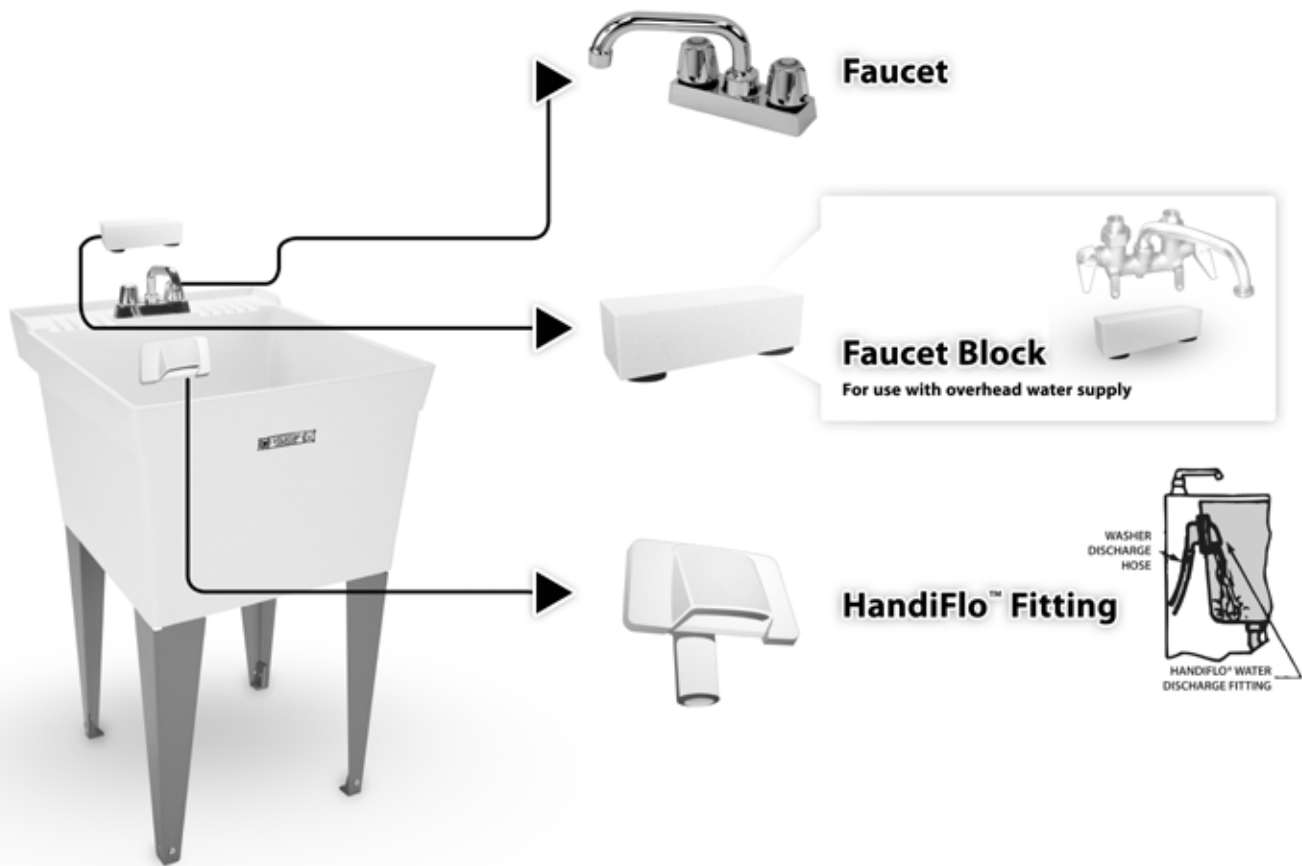 Faucet
Faucet Block
For use with overhead water supply
WASHER
DISCHARGE
HOSE
HandiFlo™ Fitting
HANDIFLO® WATER
DISCHARGE FITTING